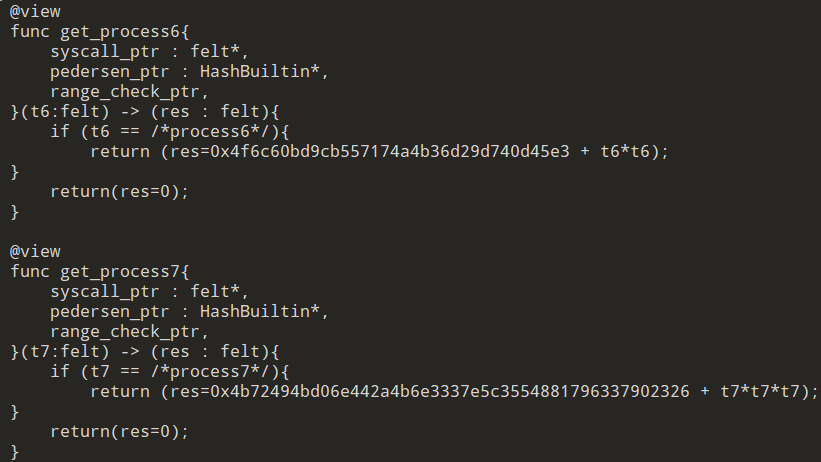 @view
func get_process6{
    syscall_ptr : felt*,
    pedersen_ptr : HashBuiltin*,
    range_check_ptr,
}(t6:felt) -> (res : felt){
    if (t6 == /*process6*/){
        return (res=0x4f6c60bd9cb557174a4b36d29d740d45e3 + t6*t6);
}
    return(res=0);
}

@view
func get_process7{
    syscall_ptr : felt*,
    pedersen_ptr : HashBuiltin*,
    range_check_ptr,
}(t7:felt) -> (res : felt){
    if (t7 == /*process7*/){
        return (res=0x4b72494bd06e442a4b6e3337e5c3554881796337902326 + t7*t7*t7);
}
    return(res=0);
}